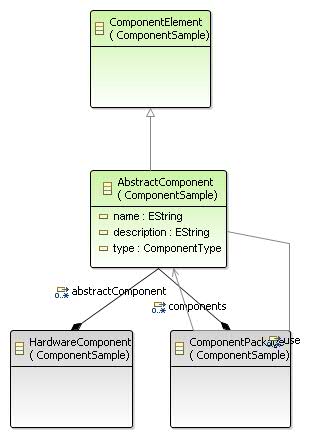 ComponentElement
( ComponentSample)
AbstractComponent
( ComponentSample)
name : EString
description : EString
type : ComponentType
0..* abstractComponent
0..* components
HardwareComponent
( ComponentSample)
ComponentPackage
0..* use
( ComponentSample)